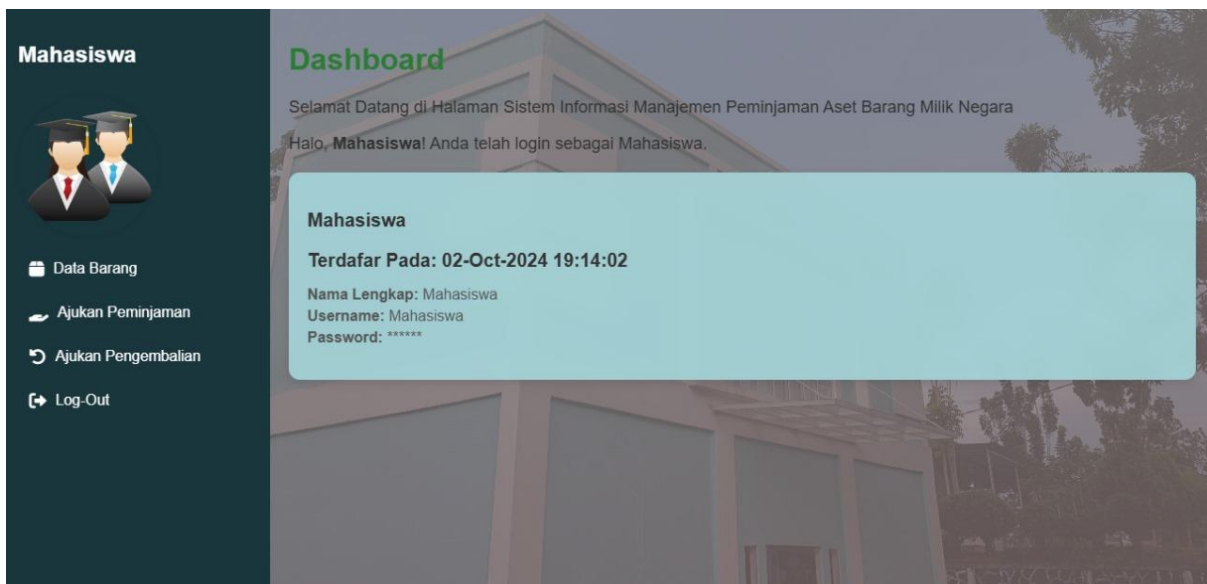 Mahasiswa
Data Barang
Ajukan Peminjaman
Ajukan Pengembalian
Log-Out
Dashboard
Selamat Datang di Halaman Sistem Informasi Manajemen Peminjaman Aset Barang Milik Negara
Halo, Mahasiswa! Anda telah login sebagai Mahasiswa.
Mahasiswa
Terdaftar Pada: 02-Oct-2024 19:14:02
Nama Lengkap: Mahasiswa
Username: Mahasiswa
Password: ******